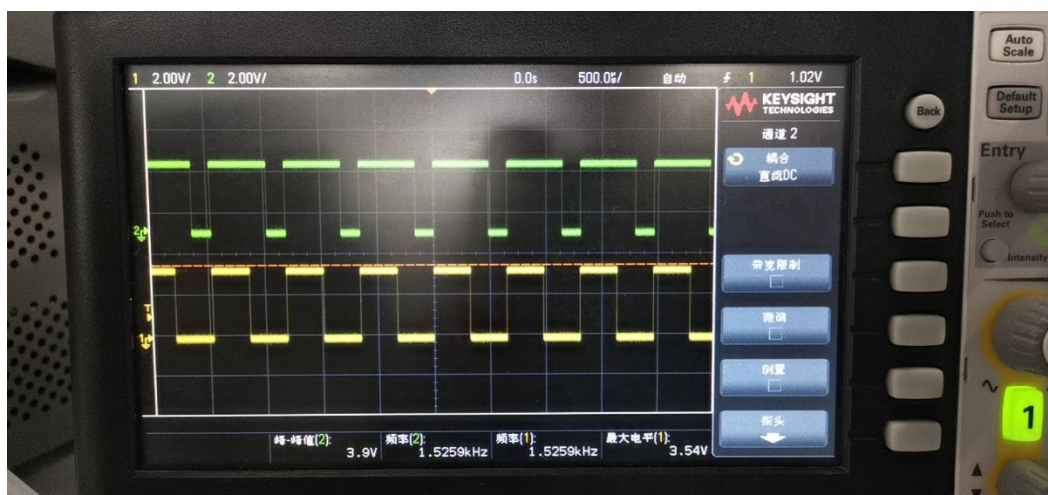 1 2.00V/ 2 2.00V/ 0.0s 500.0㎲/ 自动 1 1.02V
KEYSIGHT
TECHNOLOGIES
通道 2
耦合
直流DC
带宽限制
微调
倒置
探头
峰-峰值(2):
3.9V
频率(2):
1.5259kHz
频率(1):
1.5259kHz
最大电平(1):
3.54V
2
T
1
Auto
Scale
Default
Setup
Back
Entry
Push to
Select
Intensity
1